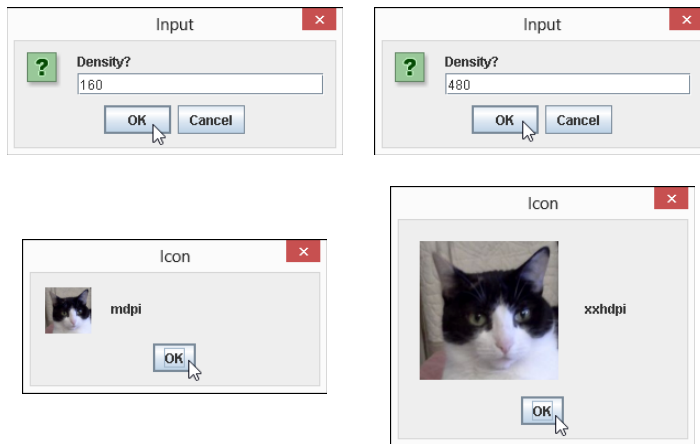 Input
Density?
160
OK Cancel
Input
Density?
480
OK Cancel
Icon
mdpi
OK
Icon
xxhdpi
OK